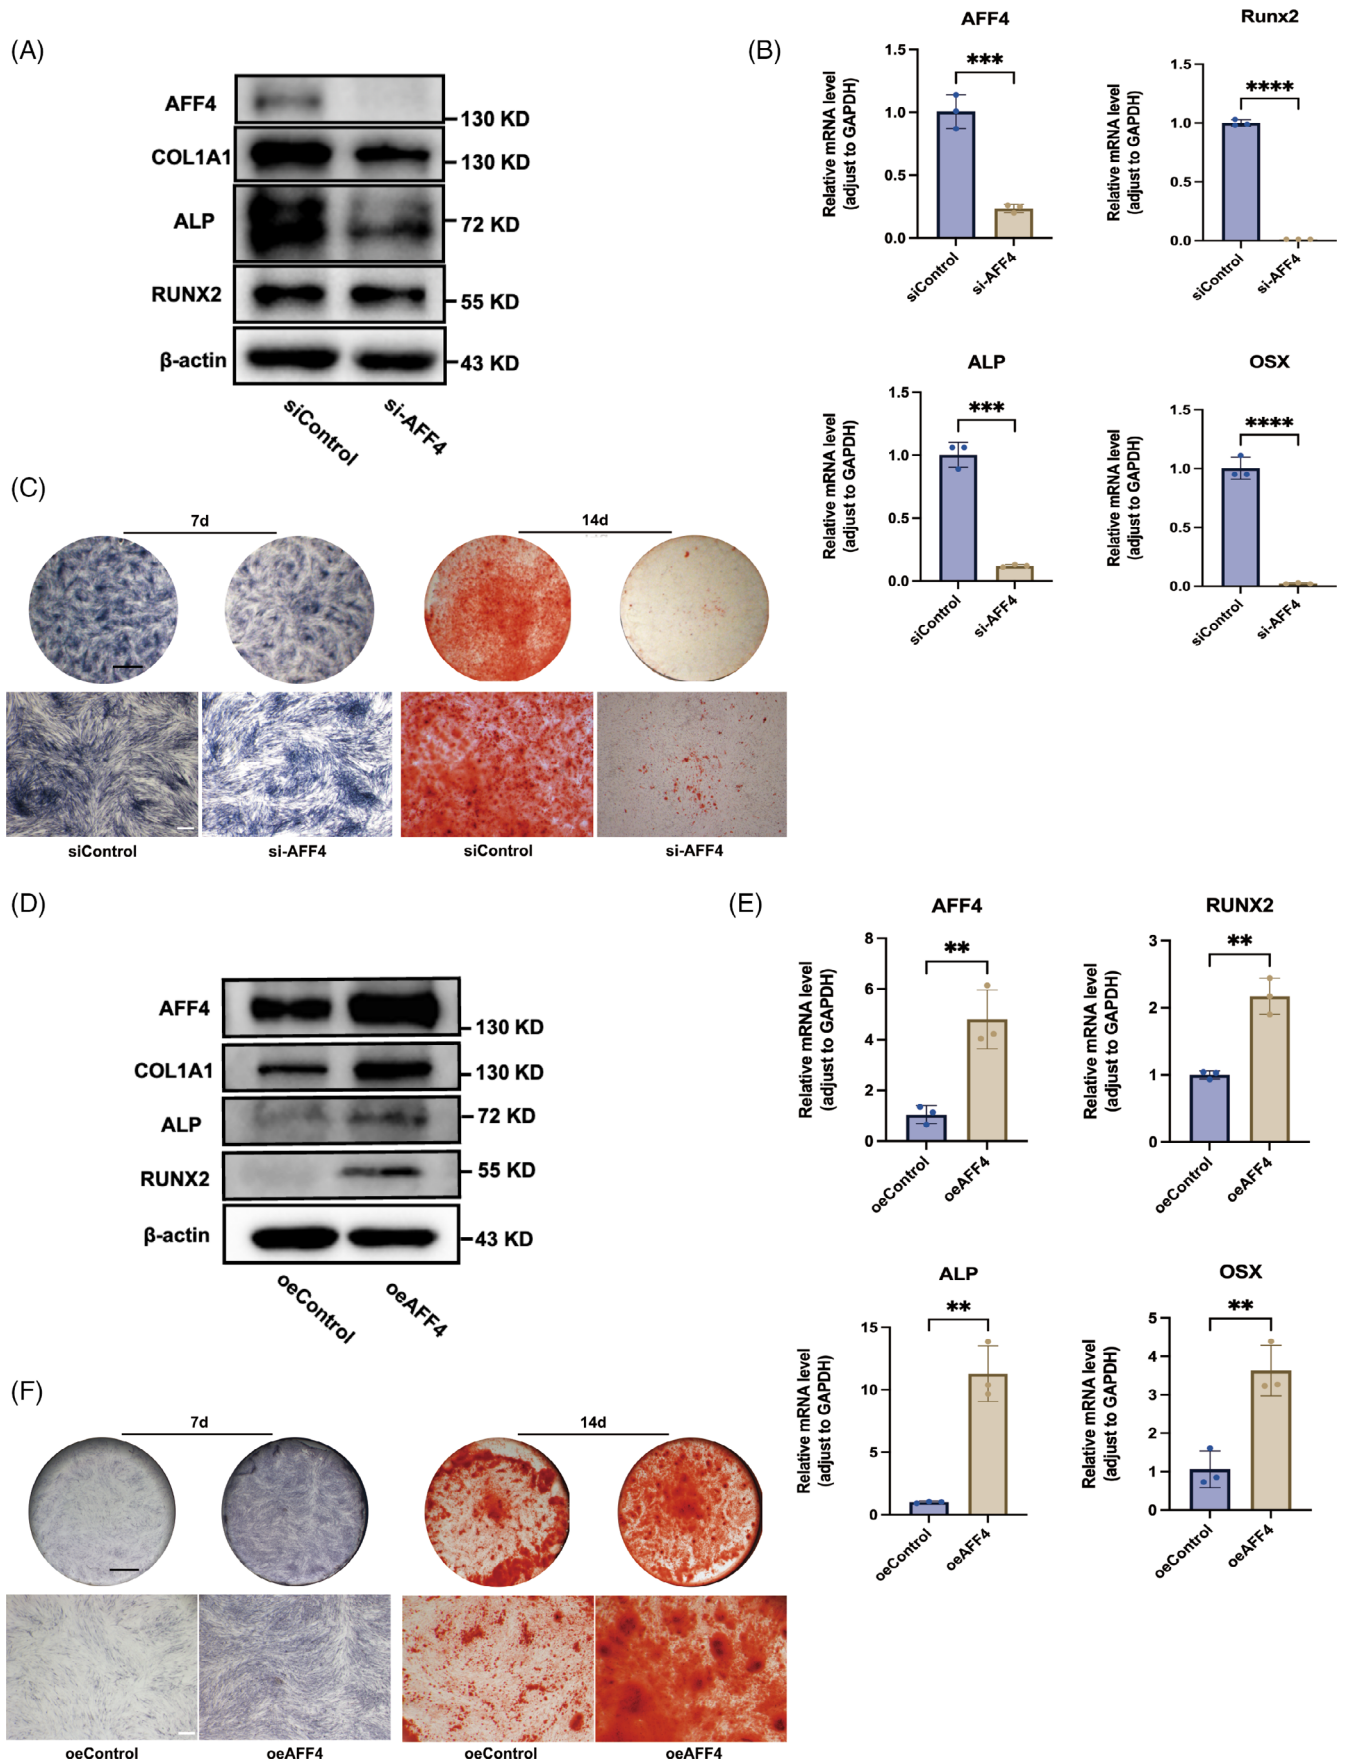 (A)
AFF4
130 KD
COL1A1
130 KD
ALP
72 KD
RUNX2
55 KD
β-actin
43 KD
siControl
si-AFF4
(B)
AFF4
Relative mRNA level
(adjust to GAPDH)
1.5
1.0
0.5
0.0
***
siControl
si-AFF4
Runx2
Relative mRNA level
(adjust to GAPDH)
1.5
1.0
0.5
0.0
****
siControl
si-AFF4
ALP
Relative mRNA level
(adjust to GAPDH)
1.5
1.0
0.5
0.0
***
siControl
si-AFF4
OSX
Relative mRNA level
(adjust to GAPDH)
1.5
1.0
0.5
0.0
****
siControl
si-AFF4
(C)
7d
14d
siControl
si-AFF4
siControl
si-AFF4
(D)
AFF4
130 KD
COL1A1
130 KD
ALP
72 KD
RUNX2
55 KD
β-actin
43 KD
oeControl
oeAFF4
(E)
AFF4
Relative mRNA level
(adjust to GAPDH)
8
6
4
2
0
**
oeControl
oeAFF4
RUNX2
Relative mRNA level
(adjust to GAPDH)
3
2
1
0
**
oeControl
oeAFF4
ALP
Relative mRNA level
(adjust to GAPDH)
15
10
5
0
**
oeControl
oeAFF4
OSX
Relative mRNA level
(adjust to GAPDH)
5
4
3
2
1
0
**
oeControl
oeAFF4
(F)
7d
14d
oeControl
oeAFF4
oeControl
oeAFF4